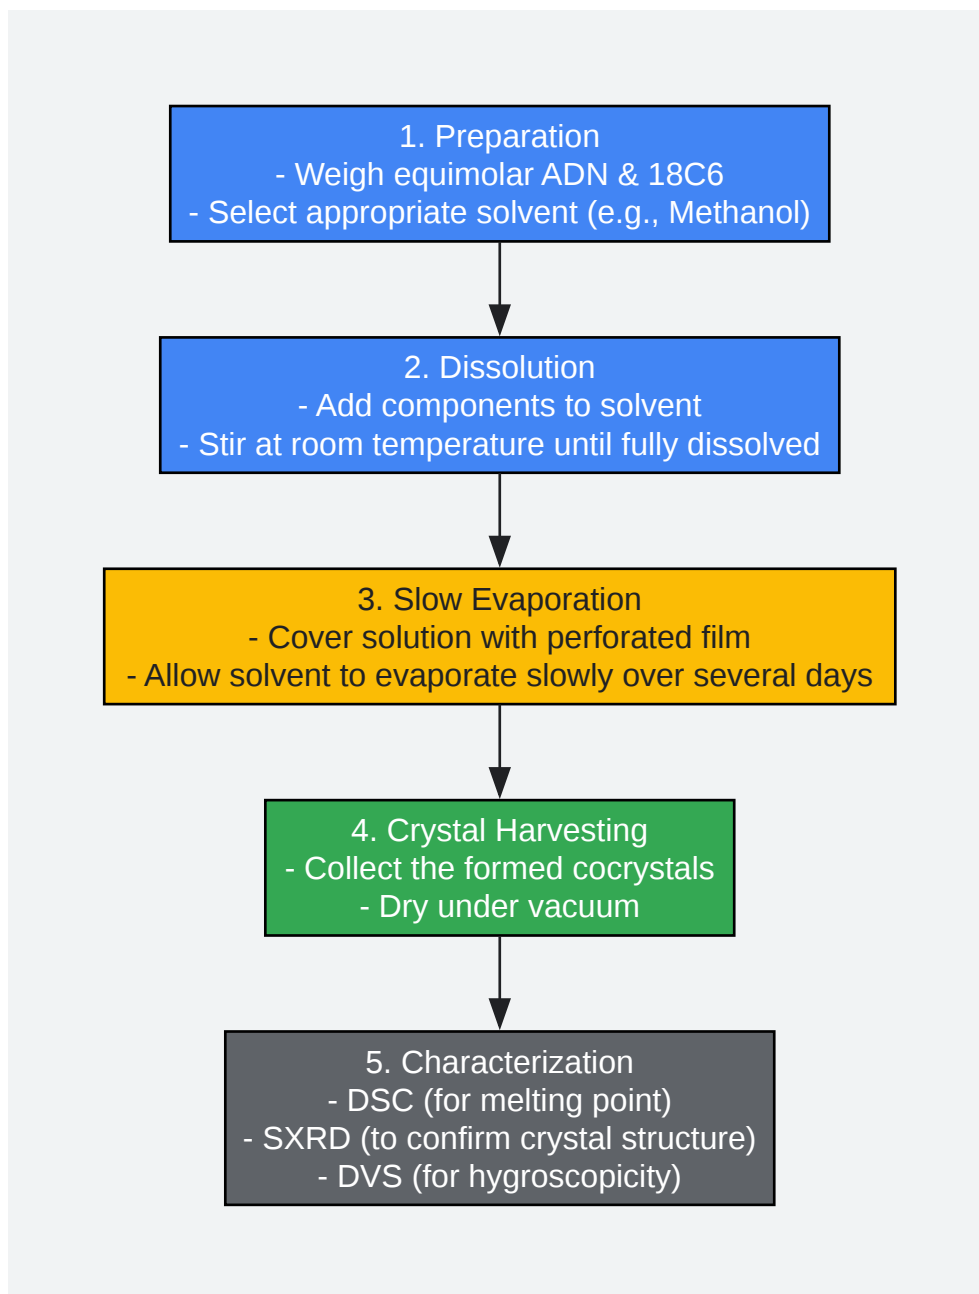 1. Preparation
- Weigh equimolar ADN & 18C6
- Select appropriate solvent (e.g., Methanol)
2. Dissolution
- Add components to solvent
- Stir at room temperature until fully dissolved
3. Slow Evaporation
- Cover solution with perforated film
- Allow solvent to evaporate slowly over several days
4. Crystal Harvesting
- Collect the formed cocrystals
- Dry under vacuum
5. Characterization
- DSC (for melting point)
- SXRD (to confirm crystal structure)
- DVS (for hygroscopicity)